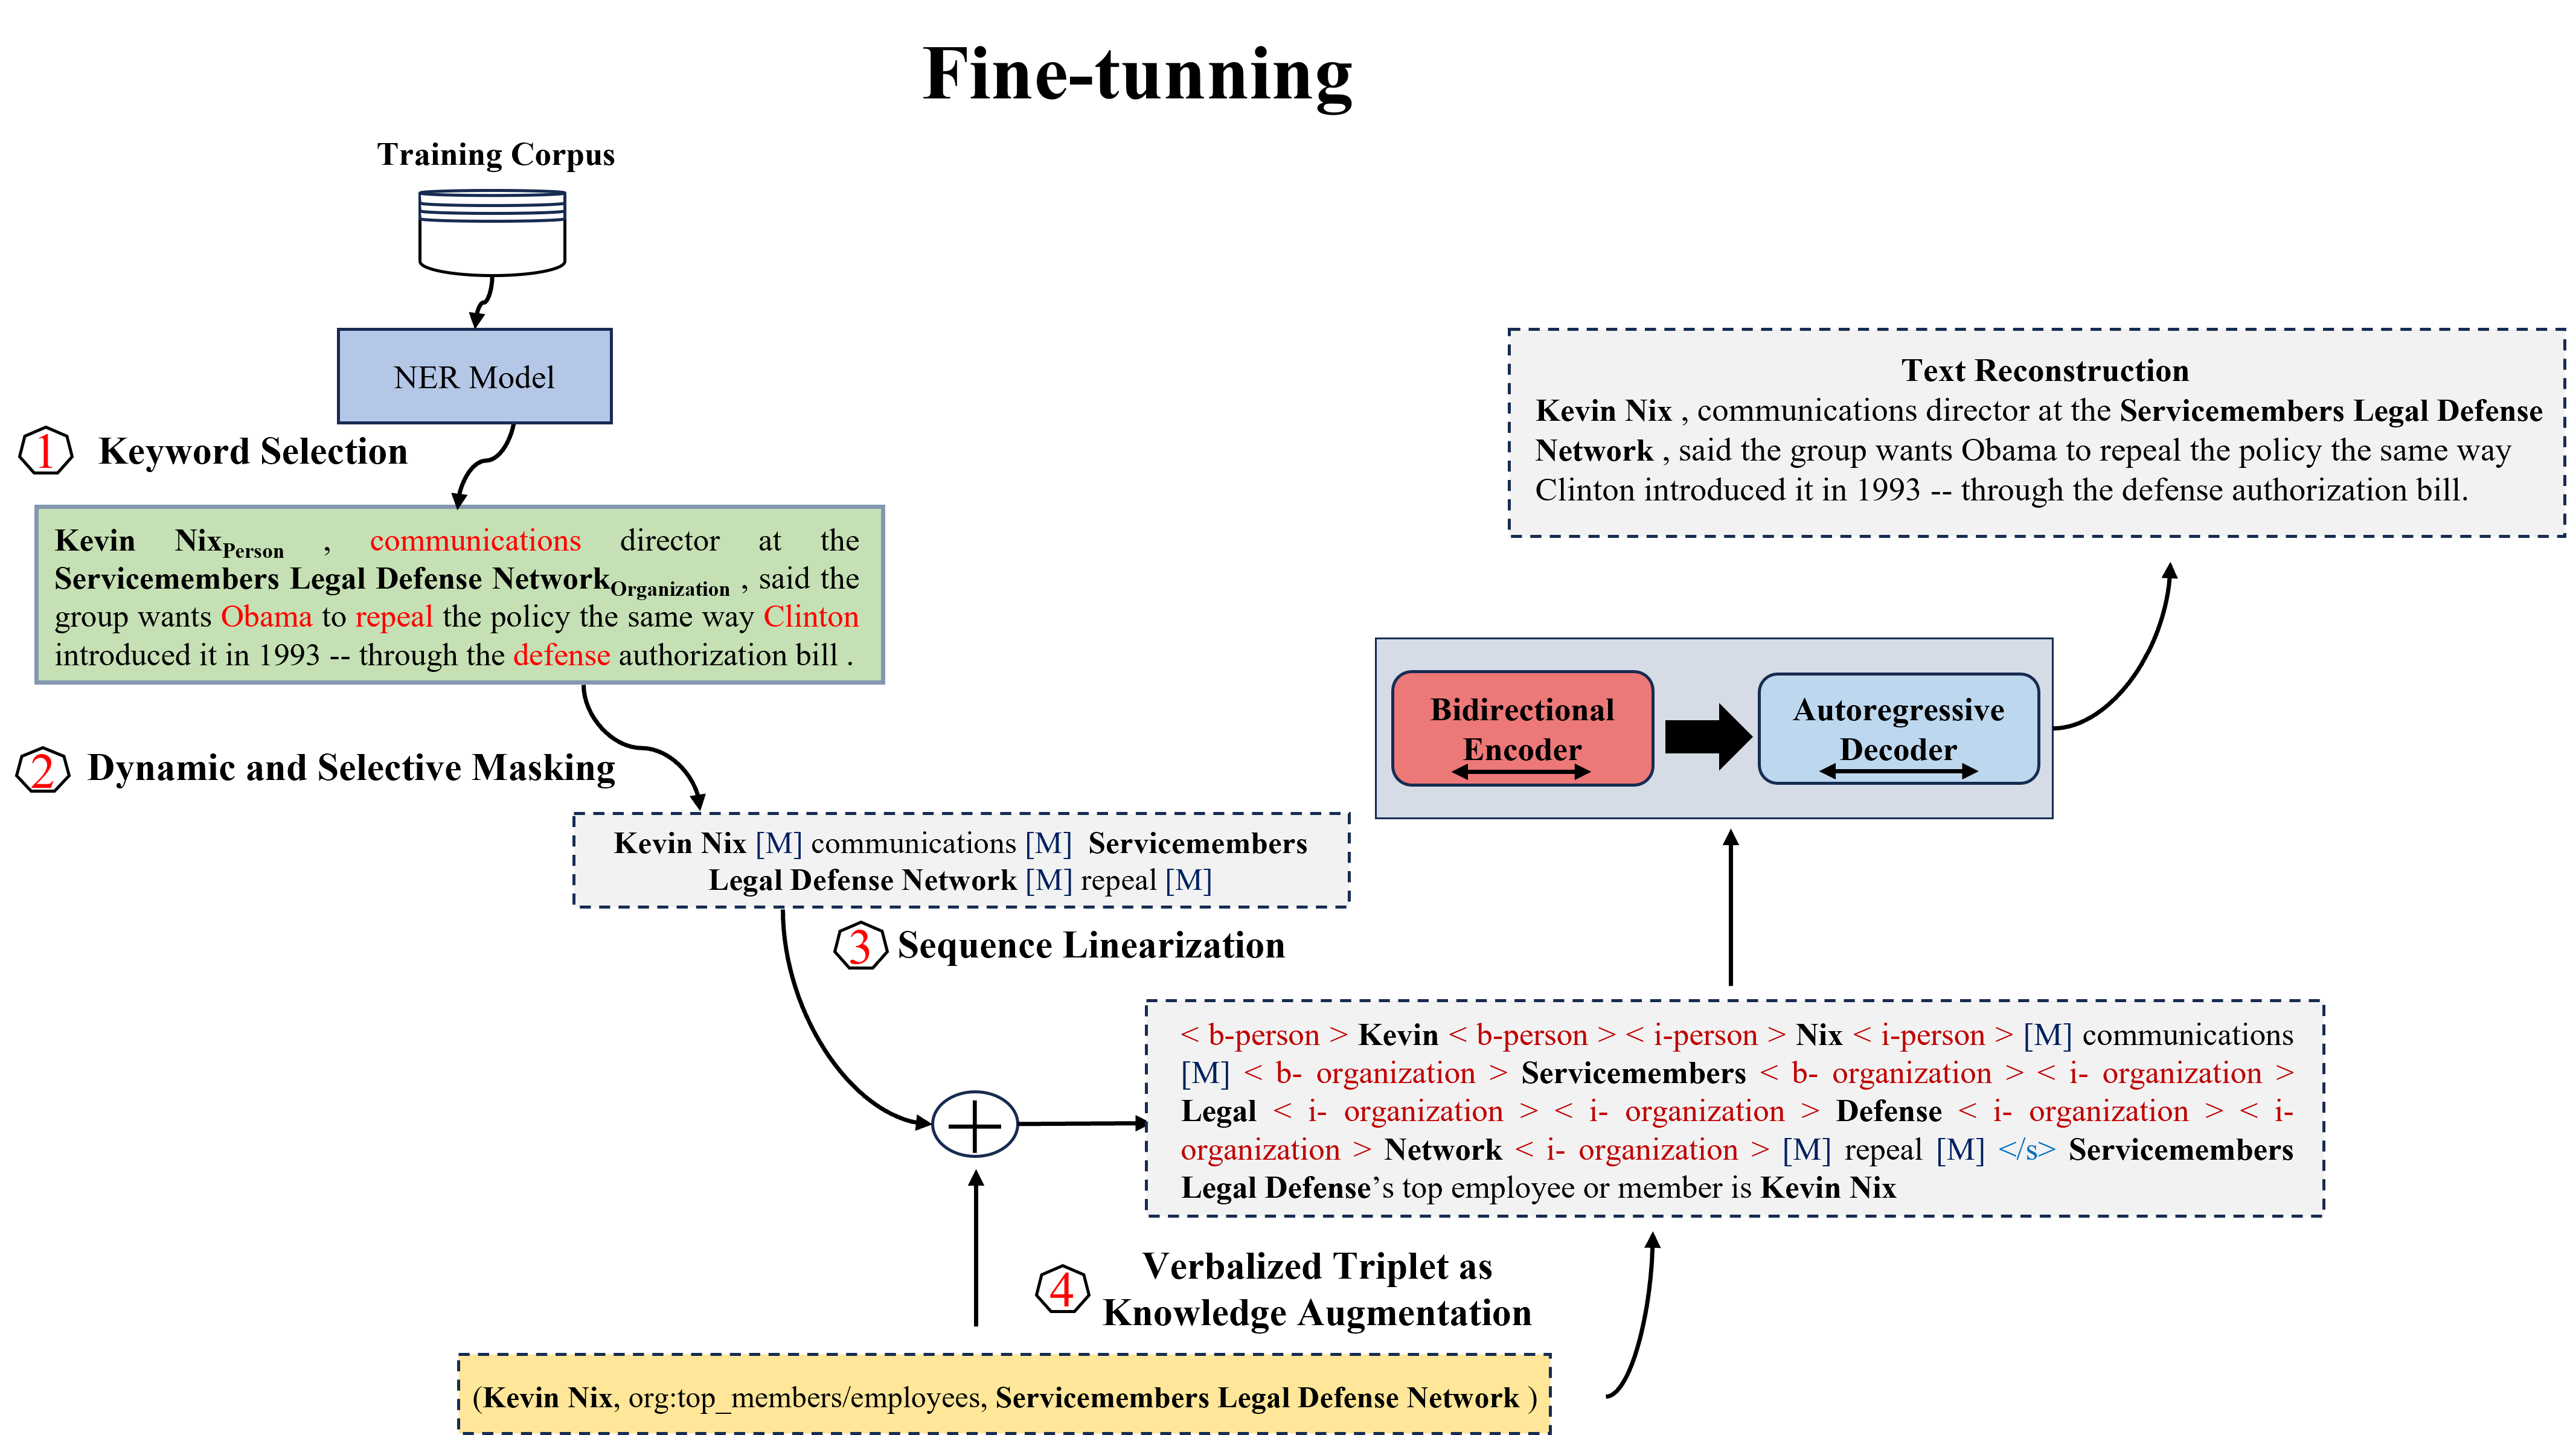 Fine-tunning
Training Corpus
NER Model
1 Keyword Selection
Kevin Nix Person , communications director at the
Servicemembers Legal Defense Network Organization , said the
group wants Obama to repeal the policy the same way Clinton
introduced it in 1993 -- through the defense authorization bill .
2 Dynamic and Selective Masking
Kevin Nix [M] communications [M] Servicemembers
Legal Defense Network [M] repeal [M]
3 Sequence Linearization
< b-person > Kevin < b-person > < i-person > Nix < i-person > [M] communications
[M] < b- organization > Servicemembers < b- organization > < i- organization >
Legal < i- organization > < i- organization > Defense < i- organization > < i-
organization > Network < i- organization > [M] repeal [M] </s> Servicemembers
Legal Defense’s top employee or member is Kevin Nix
4 Verbalized Triplet as
Knowledge Augmentation
(Kevin Nix, org:top_members/employees, Servicemembers Legal Defense Network )
Bidirectional
Encoder
Autoregressive
Decoder
Text Reconstruction
Kevin Nix , communications director at the Servicemembers Legal Defense
Network , said the group wants Obama to repeal the policy the same way
Clinton introduced it in 1993 -- through the defense authorization bill.